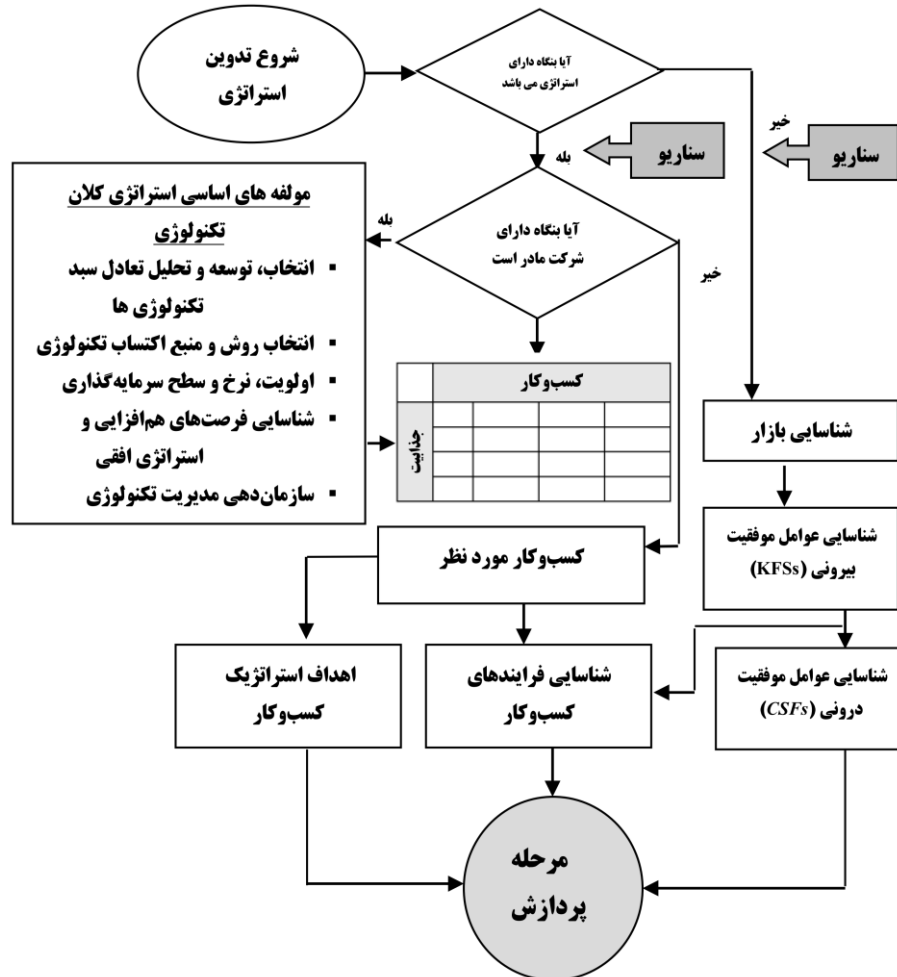 شروع تدوین
استراتژی
آیا بنگاه دارای
استراتژی می باشد
خیر
سناریو
بله
سناریو
آیا بنگاه دارای
شرکت مادر است
بله
خیر
مولفه های اساسی استراتژی کلان
تکنولوژی
▪ انتخاب، توسعه و تحلیل تعادل سبد
تکنولوژی ها
▪ انتخاب روش و منبع اکتساب تکنولوژی
▪ اولویت، نرخ و سطح سرمایه‌گذاری
▪ شناسایی فرصت‌های هم‌افزایی و
استراتژی افقی
▪ سازمان‌دهی مدیریت تکنولوژی
کسب‌وکار
جذابیت
شناسایی بازار
شناسایی عوامل موفقیت
بیرونی (KFSs)
کسب‌وکار مورد نظر
شناسایی عوامل موفقیت
درونی (CSFs)
شناسایی فرایندهای
کسب‌وکار
اهداف استراتژیک
کسب‌وکار
مرحله
پردازش